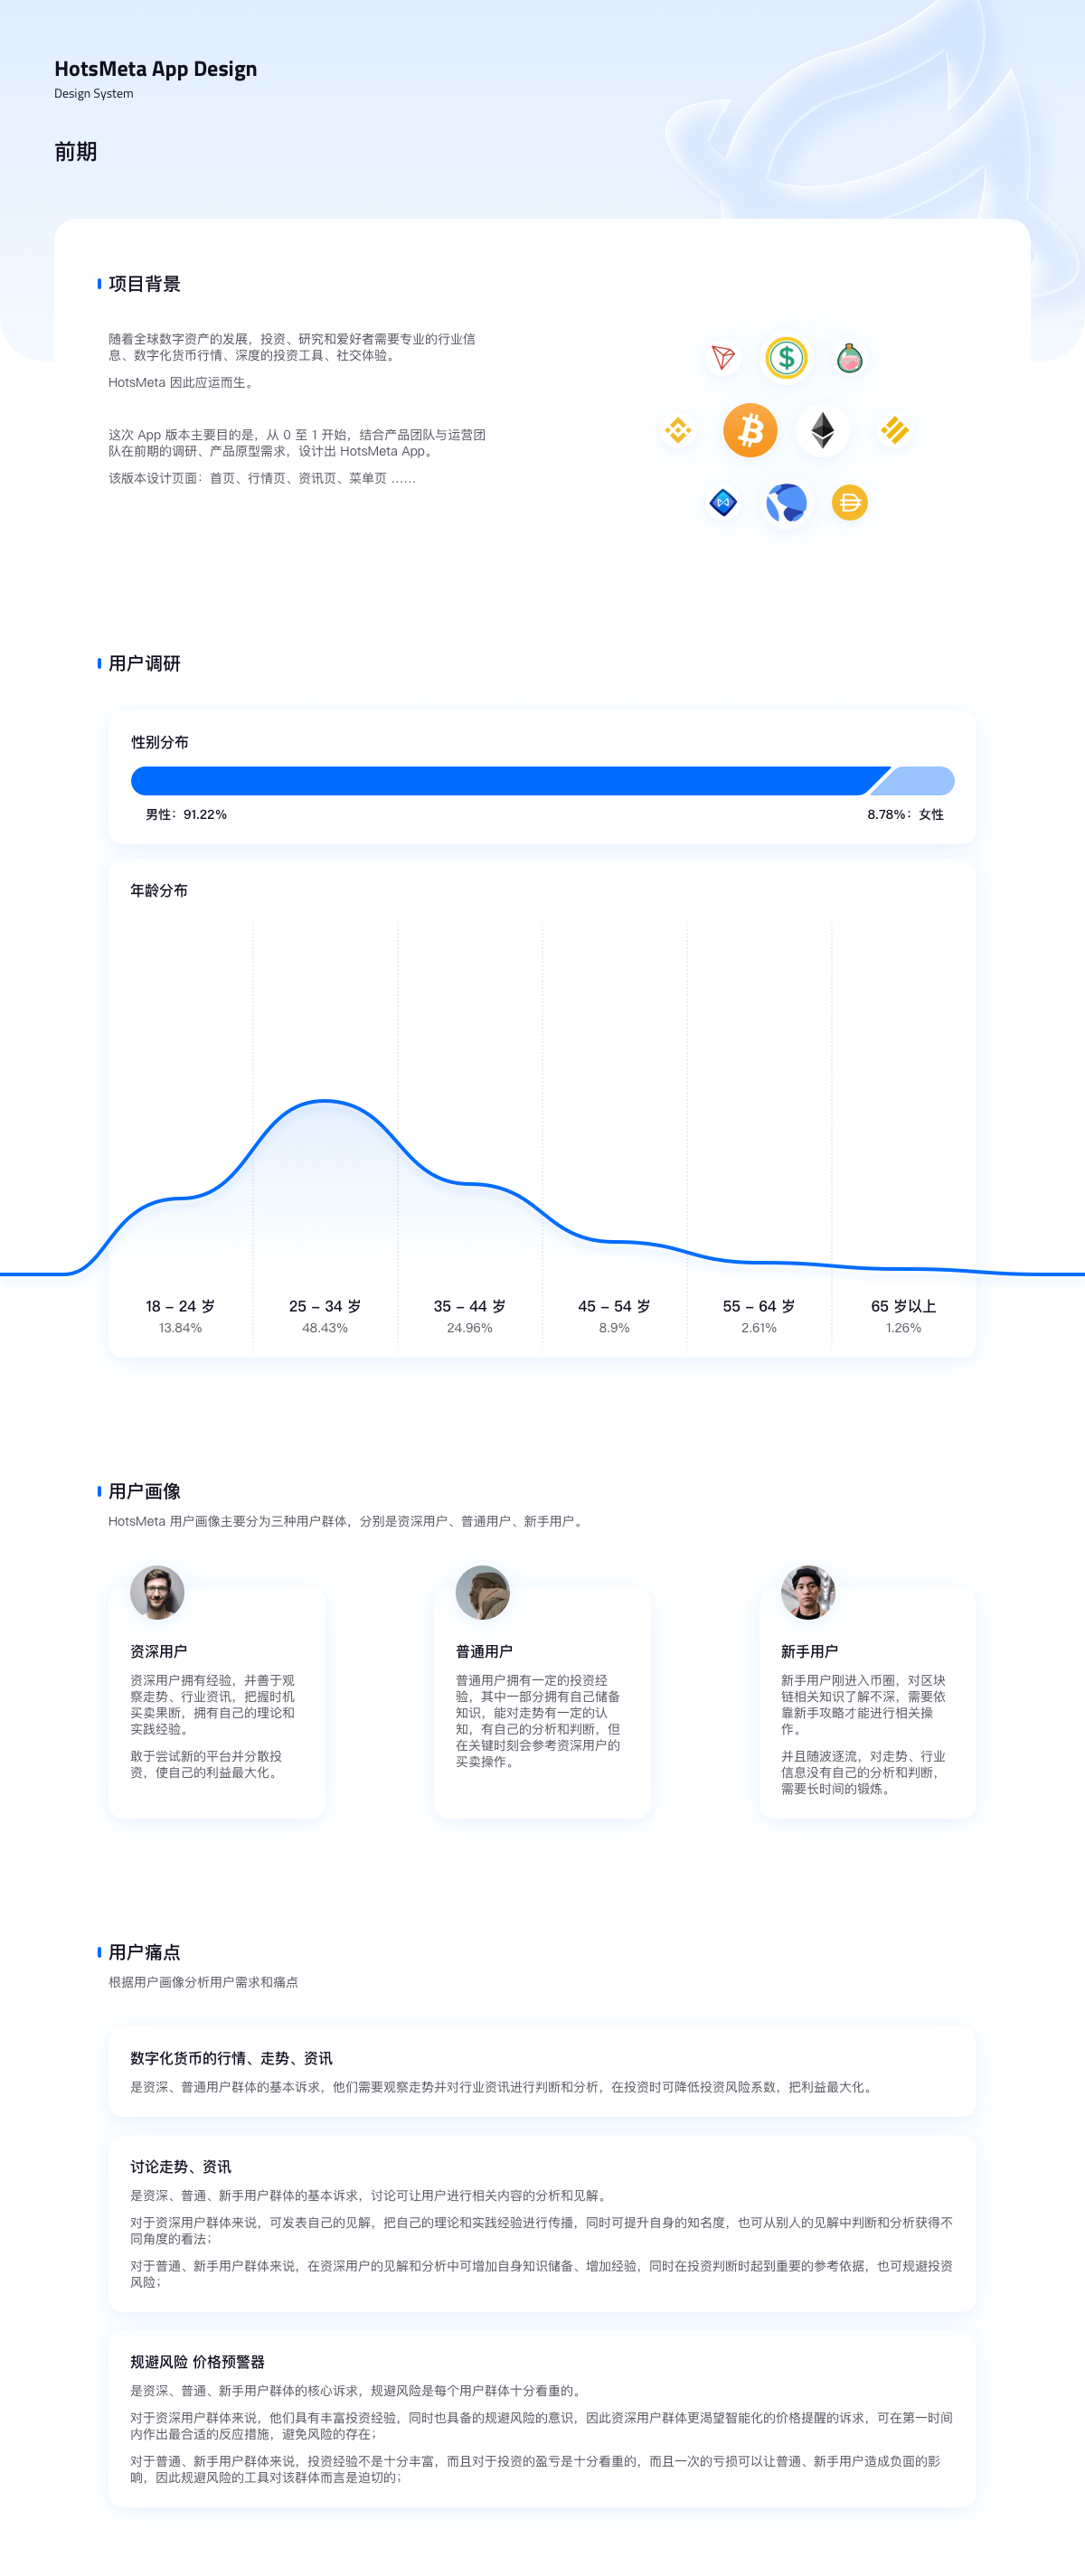 HotsMeta App Design
Design System
前期
项目背景
随着全球数字资产的发展，投资、研究和爱好者需要专业的行业信
息、数字化货币行情、深度的投资工具、社交体验。
HotsMeta 因此应运而生。
这次 App 版本主要目的是，从 0 至 1 开始，结合产品团队与运营团
队在前期的调研、产品原型需求，设计出 HotsMeta App。
该版本设计页面：首页、行情页、资讯页、菜单页 ……
用户调研
性别分布
男性：91.22%
8.78%：女性
年龄分布
18 – 24 岁
25 – 34 岁
35 – 44 岁
45 – 54 岁
55 – 64 岁
65 岁以上
13.84%
48.43%
24.96%
8.9%
2.61%
1.26%
用户画像
HotsMeta 用户画像主要分为三种用户群体，分别是资深用户、普通用户、新手用户。
资深用户
资深用户拥有经验，并善于观
察走势、行业资讯，把握时机
买卖果断，拥有自己的理论和
实践经验。
敢于尝试新的平台并分散投
资，使自己的利益最大化。
普通用户
普通用户拥有一定的投资经
验，其中一部分拥有自己储备
知识，能对走势有一定的认
知，有自己的分析和判断，但
在关键时刻会参考资深用户的
买卖操作。
新手用户
新手用户刚进入币圈，对区块
链相关知识了解不深，需要依
靠新手攻略才能进行相关操
作。
并且随波逐流，对走势、行业
信息没有自己的分析和判断，
需要长时间的锻炼。
用户痛点
根据用户画像分析用户需求和痛点
数字化货币的行情、走势、资讯
是资深、普通用户群体的基本诉求，他们需要观察走势并对行业资讯进行判断和分析，在投资时可降低投资风险系数，把利益最大化。
讨论走势、资讯
是资深、普通、新手用户群体的基本诉求，讨论可让用户进行相关内容的分析和见解。
对于资深用户群体来说，可发表自己的见解，把自己的理论和实践经验进行传播，同时可提升自身的知名度，也可从别人的见解中判断和分析获得不
同角度的看法；
对于普通、新手用户群体来说，在资深用户的见解和分析中可增加自身知识储备、增加经验，同时在投资判断时起到重要的参考依据，也可规避投资
风险；
规避风险 价格预警器
是资深、普通、新手用户群体的核心诉求，规避风险是每个用户群体十分看重的。
对于资深用户群体来说，他们具有丰富投资经验，同时也具备的规避风险的意识，因此资深用户群体更渴望智能化的价格提醒的诉求，可在第一时间
内作出最合适的反应措施，避免风险的存在；
对于普通、新手用户群体来说，投资经验不是十分丰富，而且对于投资的盈亏是十分看重的，而且一次的亏损可以让普通、新手用户造成负面的影
响，因此规避风险的工具对该群体而言是迫切的；